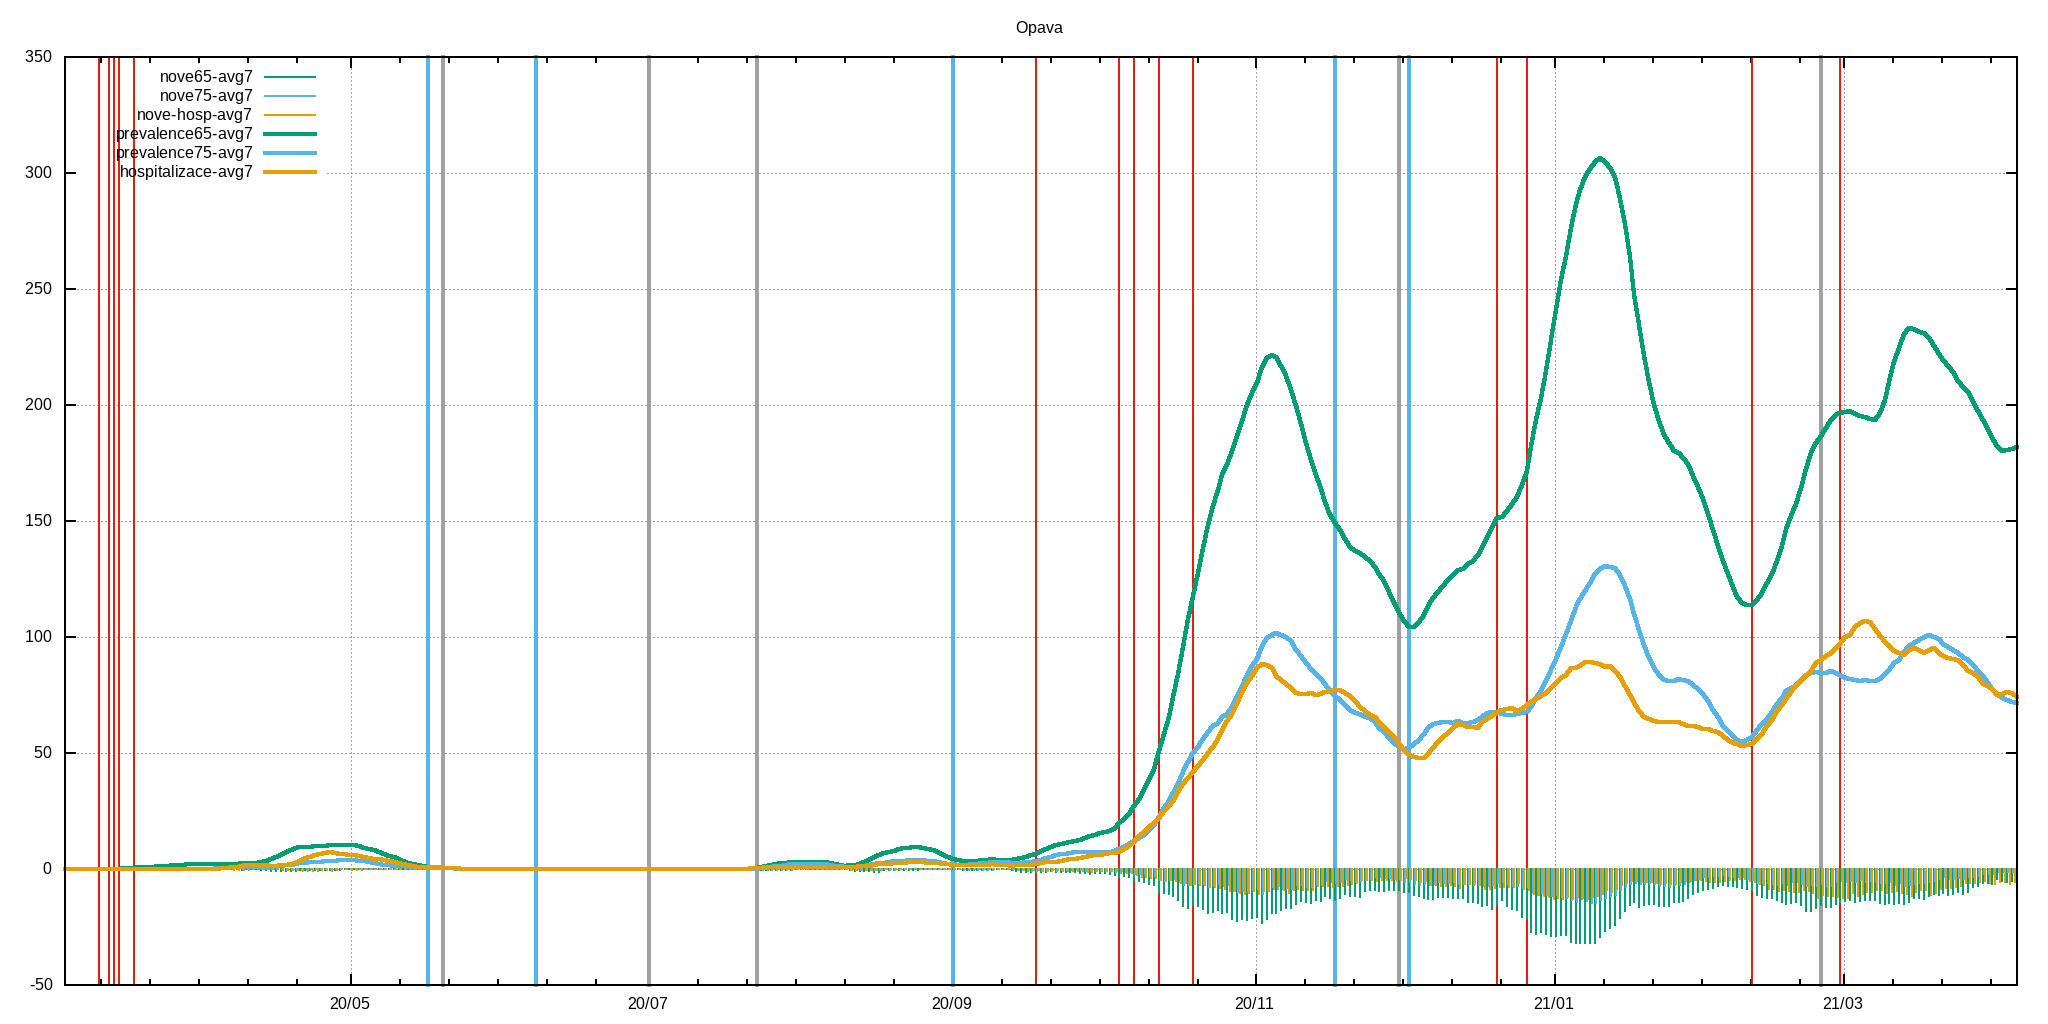 Opava
350
300
250
200
150
100
50
0
-50
nove65-avg7
nove75-avg7
nove-hosp-avg7
prevalence65-avg7
prevalence75-avg7
hospitalizace-avg7
20/05
20/07
20/09
20/11
21/01
21/03